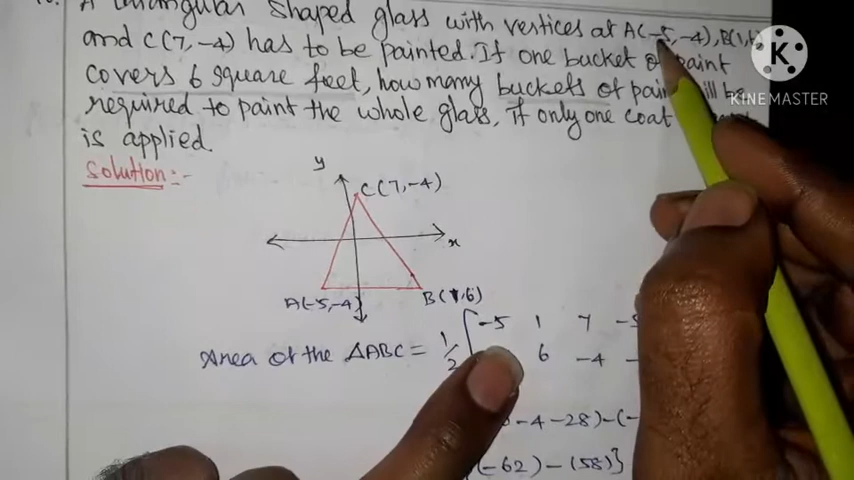 A triangular shaped glass with vertices at A(-5,-4), B(1,6)
and C(7,-4) has to be painted. If one bucket of paint
covers 6 square feet, how many buckets of paint will be
required to paint the whole glass, if only one coat
is applied.
Solution:-
y
C(7,-4)
x
A(-5,-4)
B(1,6)
Area of the ΔABC = 1/2 [ -5 1 7 -5
6 -4
-4-28)-(-
(-62)-(58)}
K
KINEMASTER